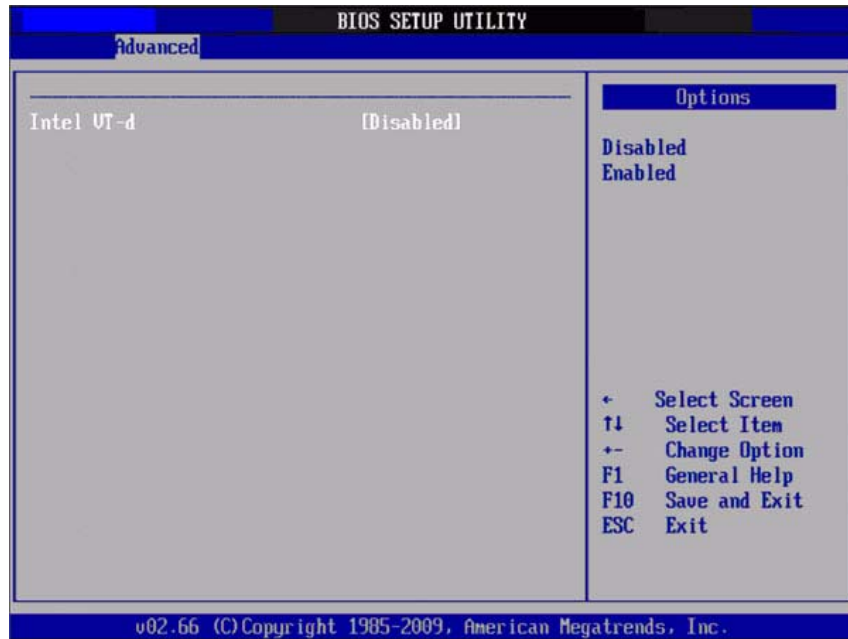 BIOS SETUP UTILITY
Advanced
Intel VT-d [Disabled]
Options
Disabled
Enabled
← Select Screen
↑↓ Select Item
+- Change Option
F1 General Help
F10 Save and Exit
ESC Exit
v02.66 (C)Copyright 1985-2009, American Megatrends, Inc.